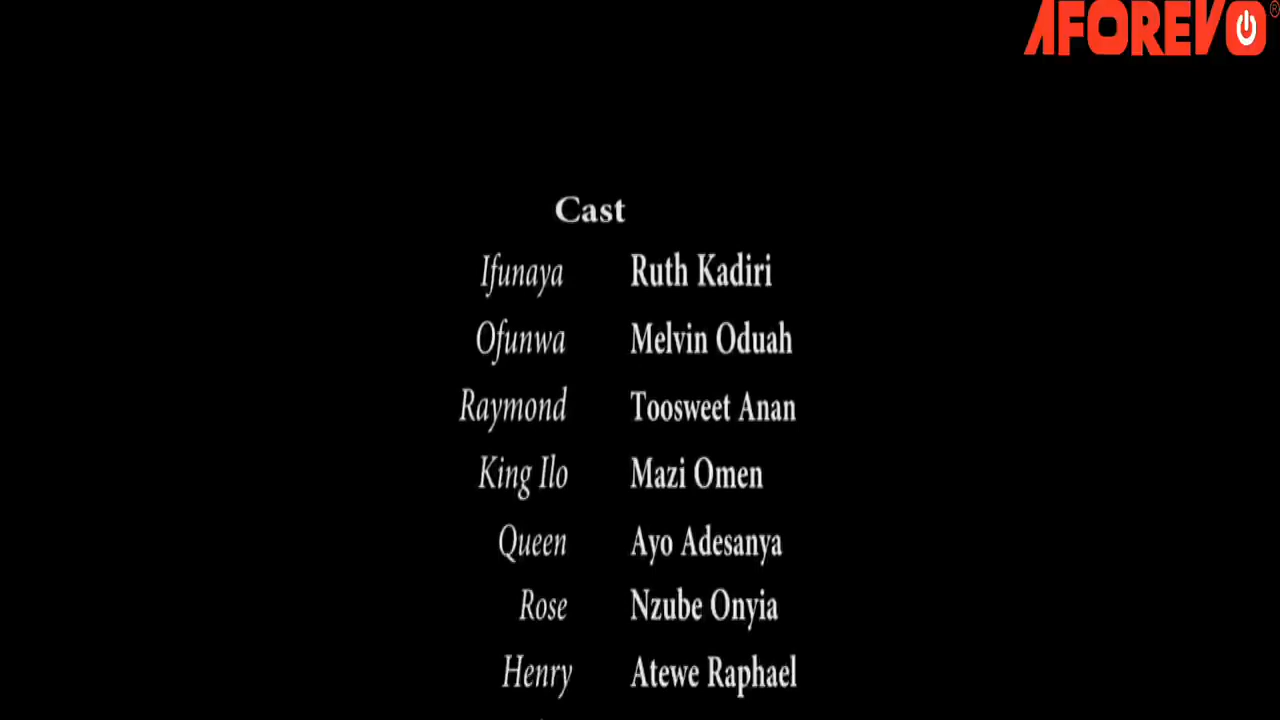 AFOREVO®
Cast
Ifunaya Ruth Kadiri
Ofunwa Melvin Oduah
Raymond Toosweet Anan
King Ilo Mazi Omen
Queen Ayo Adesanya
Rose Nzube Onyia
Henry Atewe Raphael